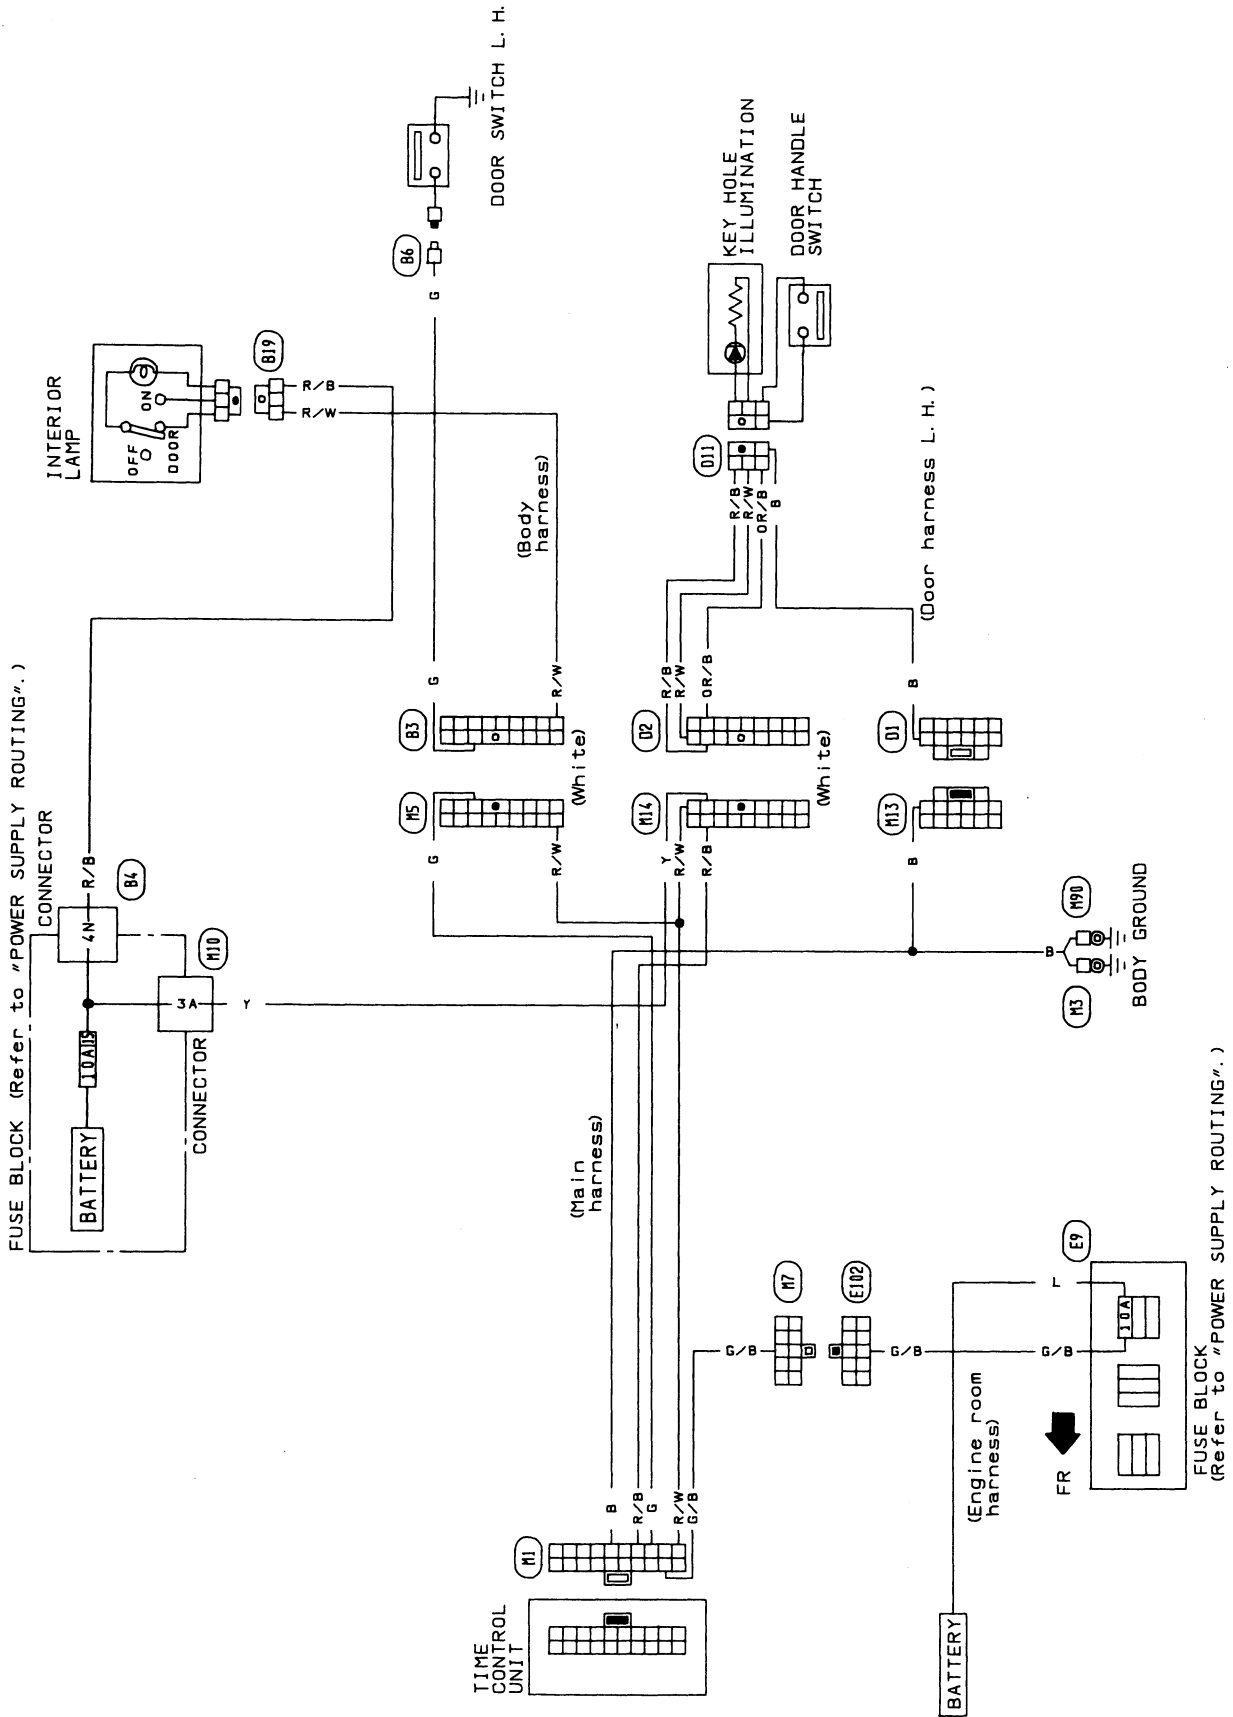 FUSE BLOCK (Refer to "POWER SUPPLY ROUTING".)
BATTERY
10A
15
4N
3A
CONNECTOR
CONNECTOR
B4
M10
R/B
Y
INTERIOR
LAMP
OFF
ON
DOOR
B19
R/B
R/W
B6
G
DOOR SWITCH L. H.
(Body
harness)
G
R/W
B3
M5
(White)
G
R/W
KEY HOLE
ILLUMINATION
DOOR HANDLE
SWITCH
D11
R/B
R/W
OR/B
B
(Door harness L. H.)
R/B
R/W
OR/B
D2
M14
(White)
Y
R/W
R/B
B
D1
M13
B
B
M90
M3
BODY GROUND
(Main
harness)
TIME
CONTROL
UNIT
M1
B
R/B
G
R/W
G/B
G/B
M7
E102
G/B
(Engine room
harness)
BATTERY
L
G/B
E9
10A
FR
FUSE BLOCK
(Refer to "POWER SUPPLY ROUTING".)